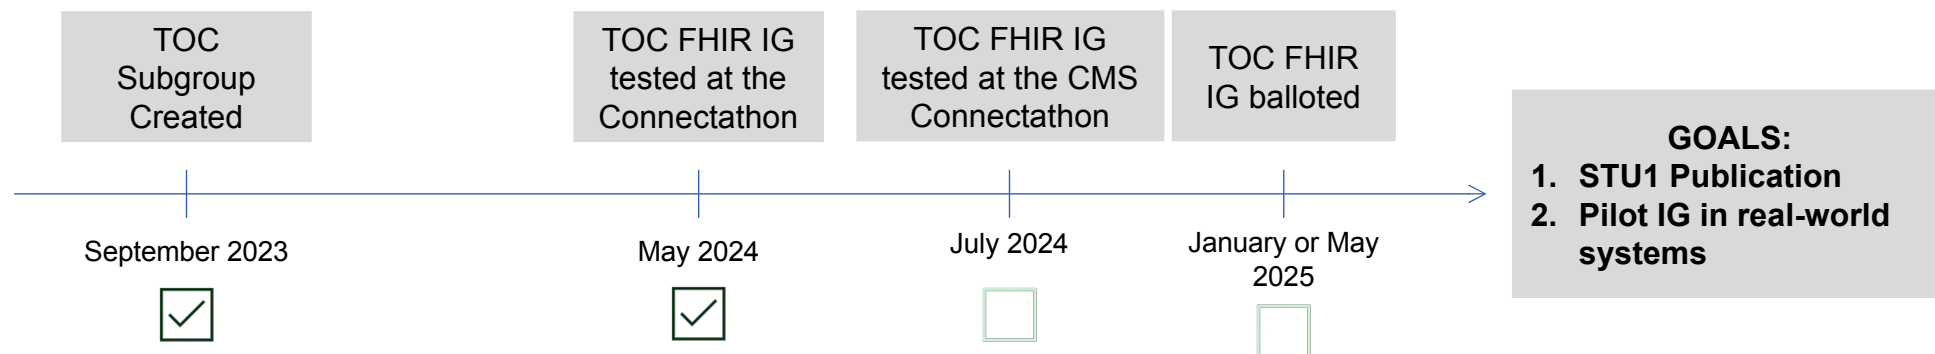 TOC
Subgroup
Created
TOC FHIR IG
tested at the
Connectathon
TOC FHIR IG
tested at the CMS
Connectathon
TOC FHIR
IG balloted
September 2023
May 2024
July 2024
January or May
2025
GOALS:
1. STU1 Publication
2. Pilot IG in real-world
systems